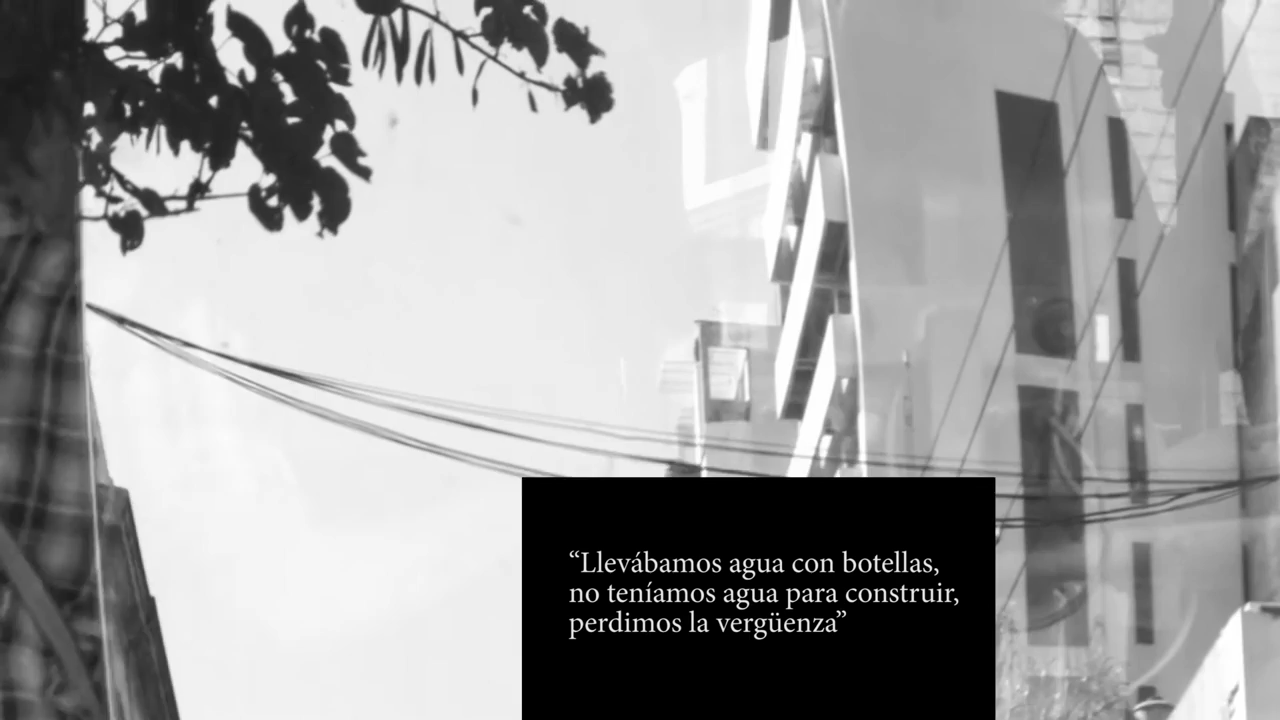 “Llevábamos agua con botellas,
no teníamos agua para construir,
perdimos la vergüenza”